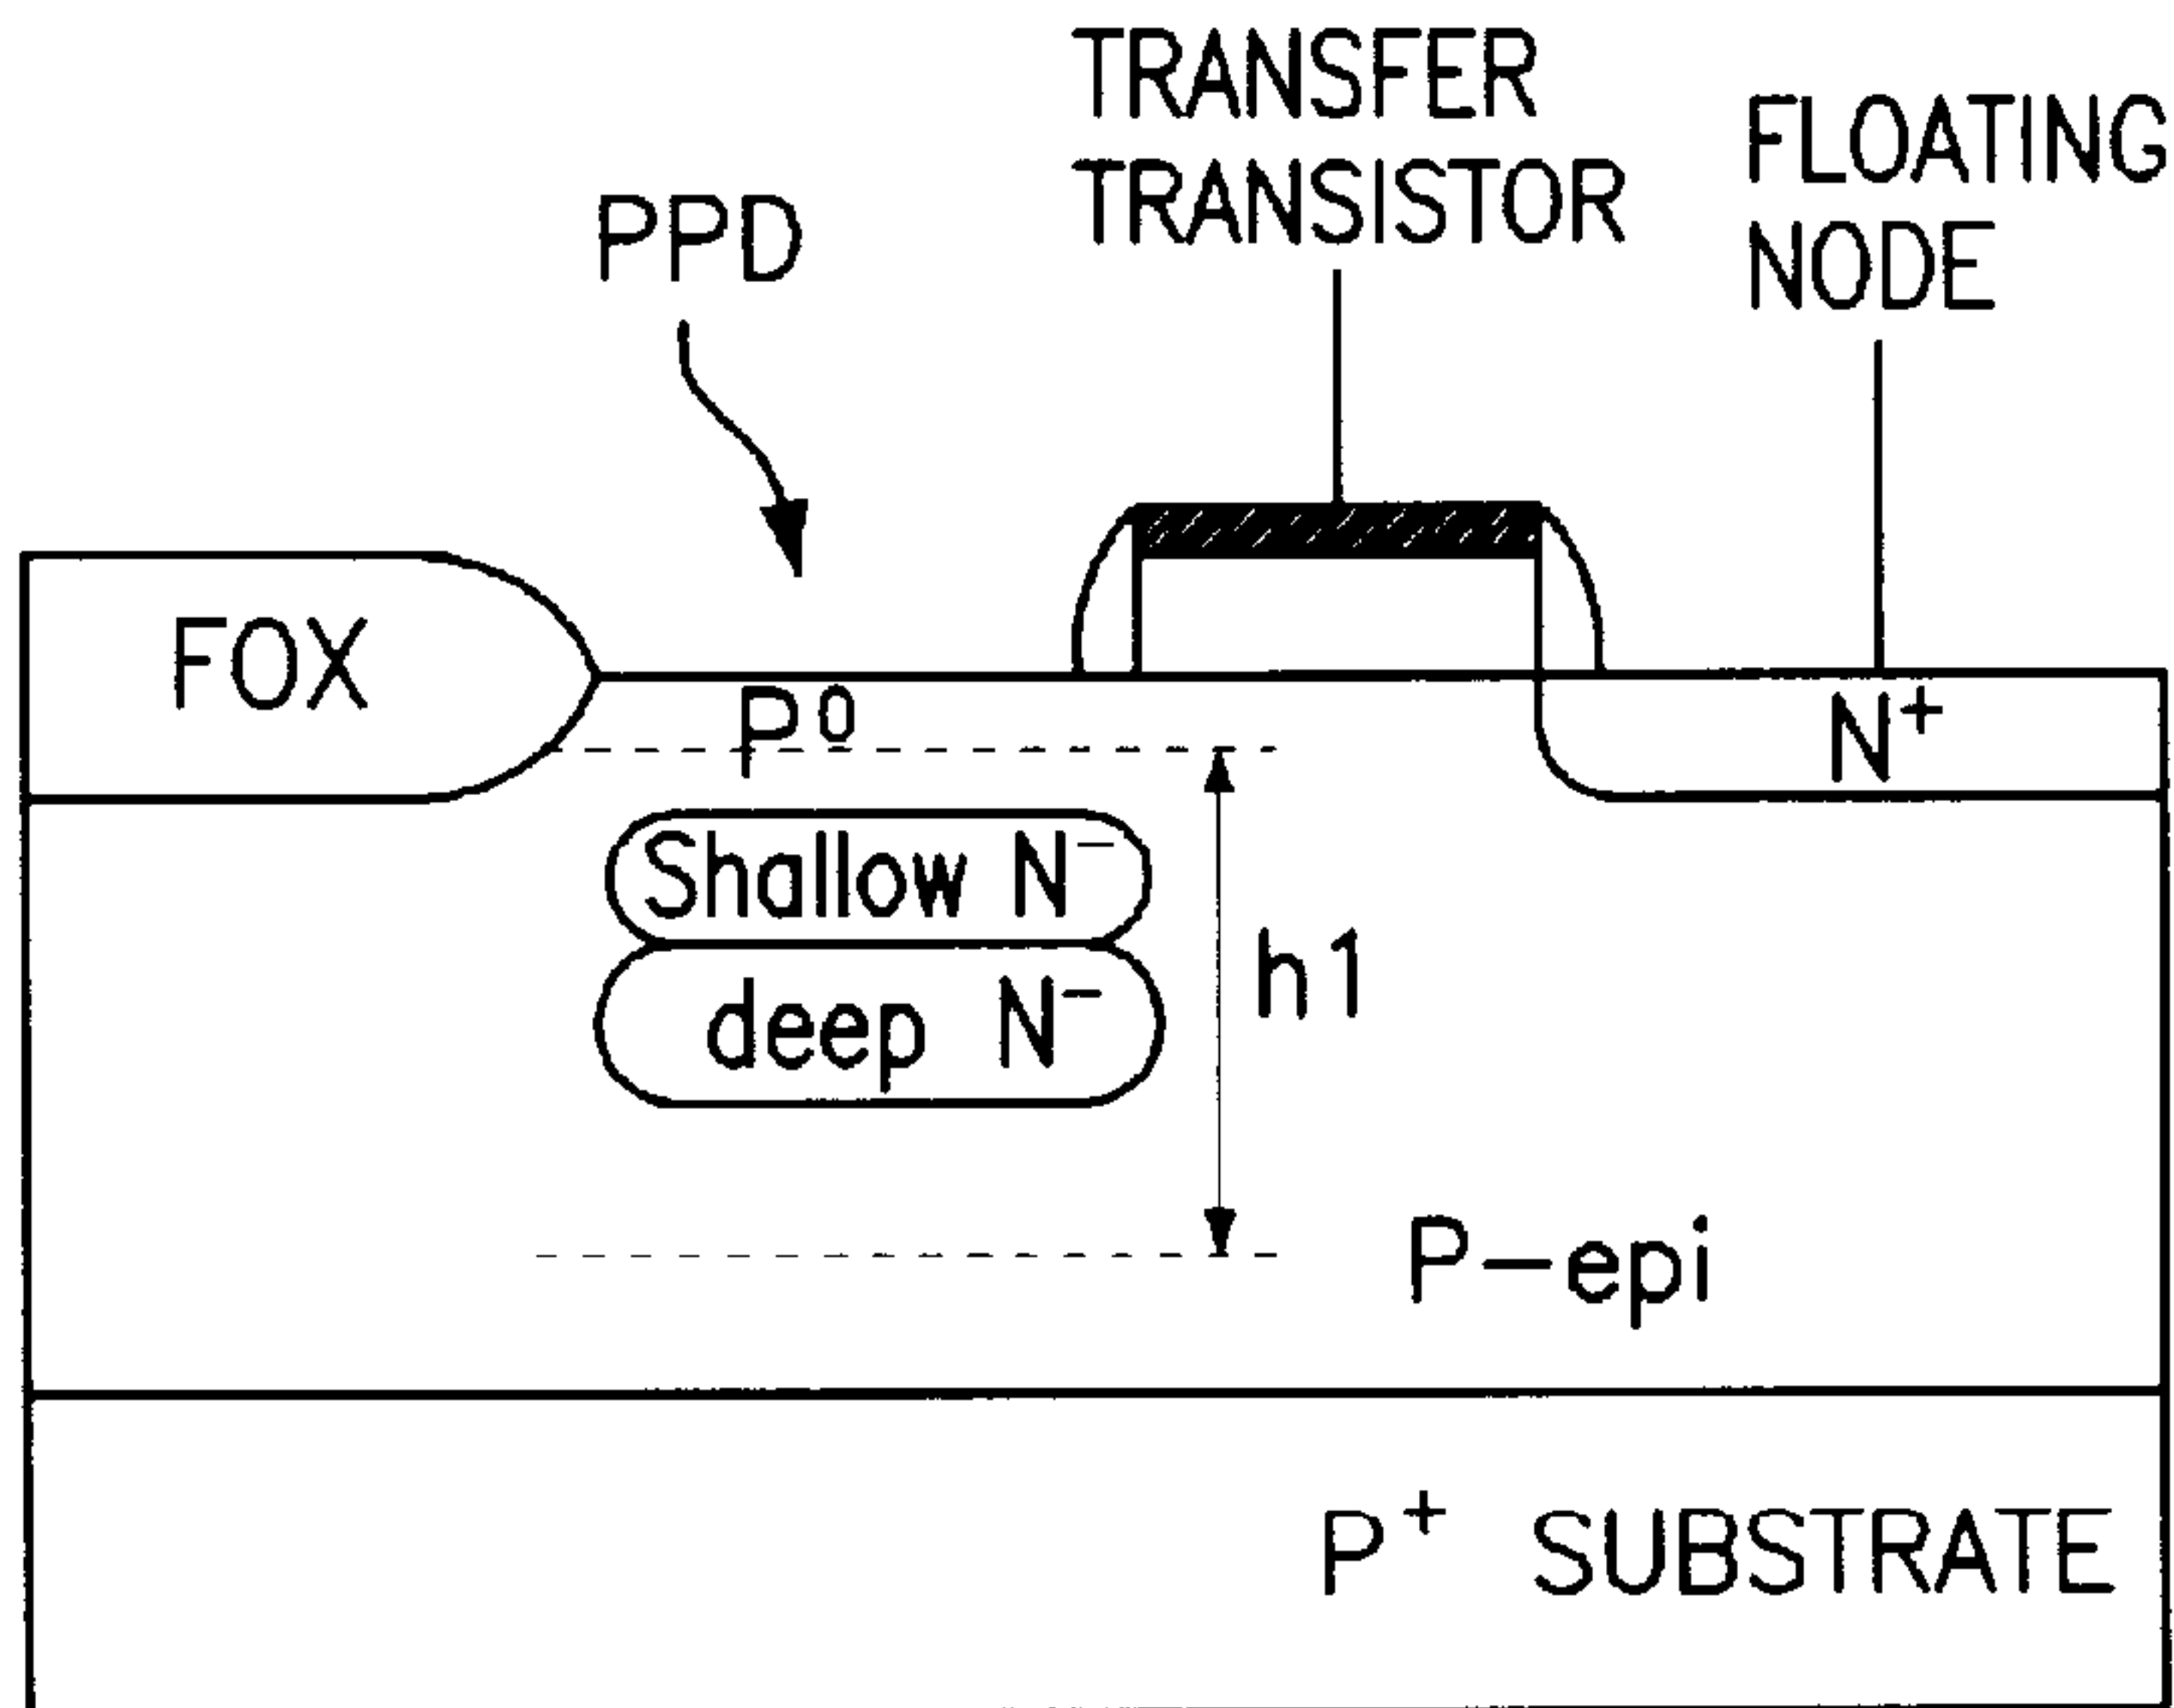 TRANSFER
TRANSISTOR
FLOATING
NODE
PPD
FOX
P⁰
N⁺
Shallow N⁻
deep N⁻
h1
P-epi
P⁺ SUBSTRATE